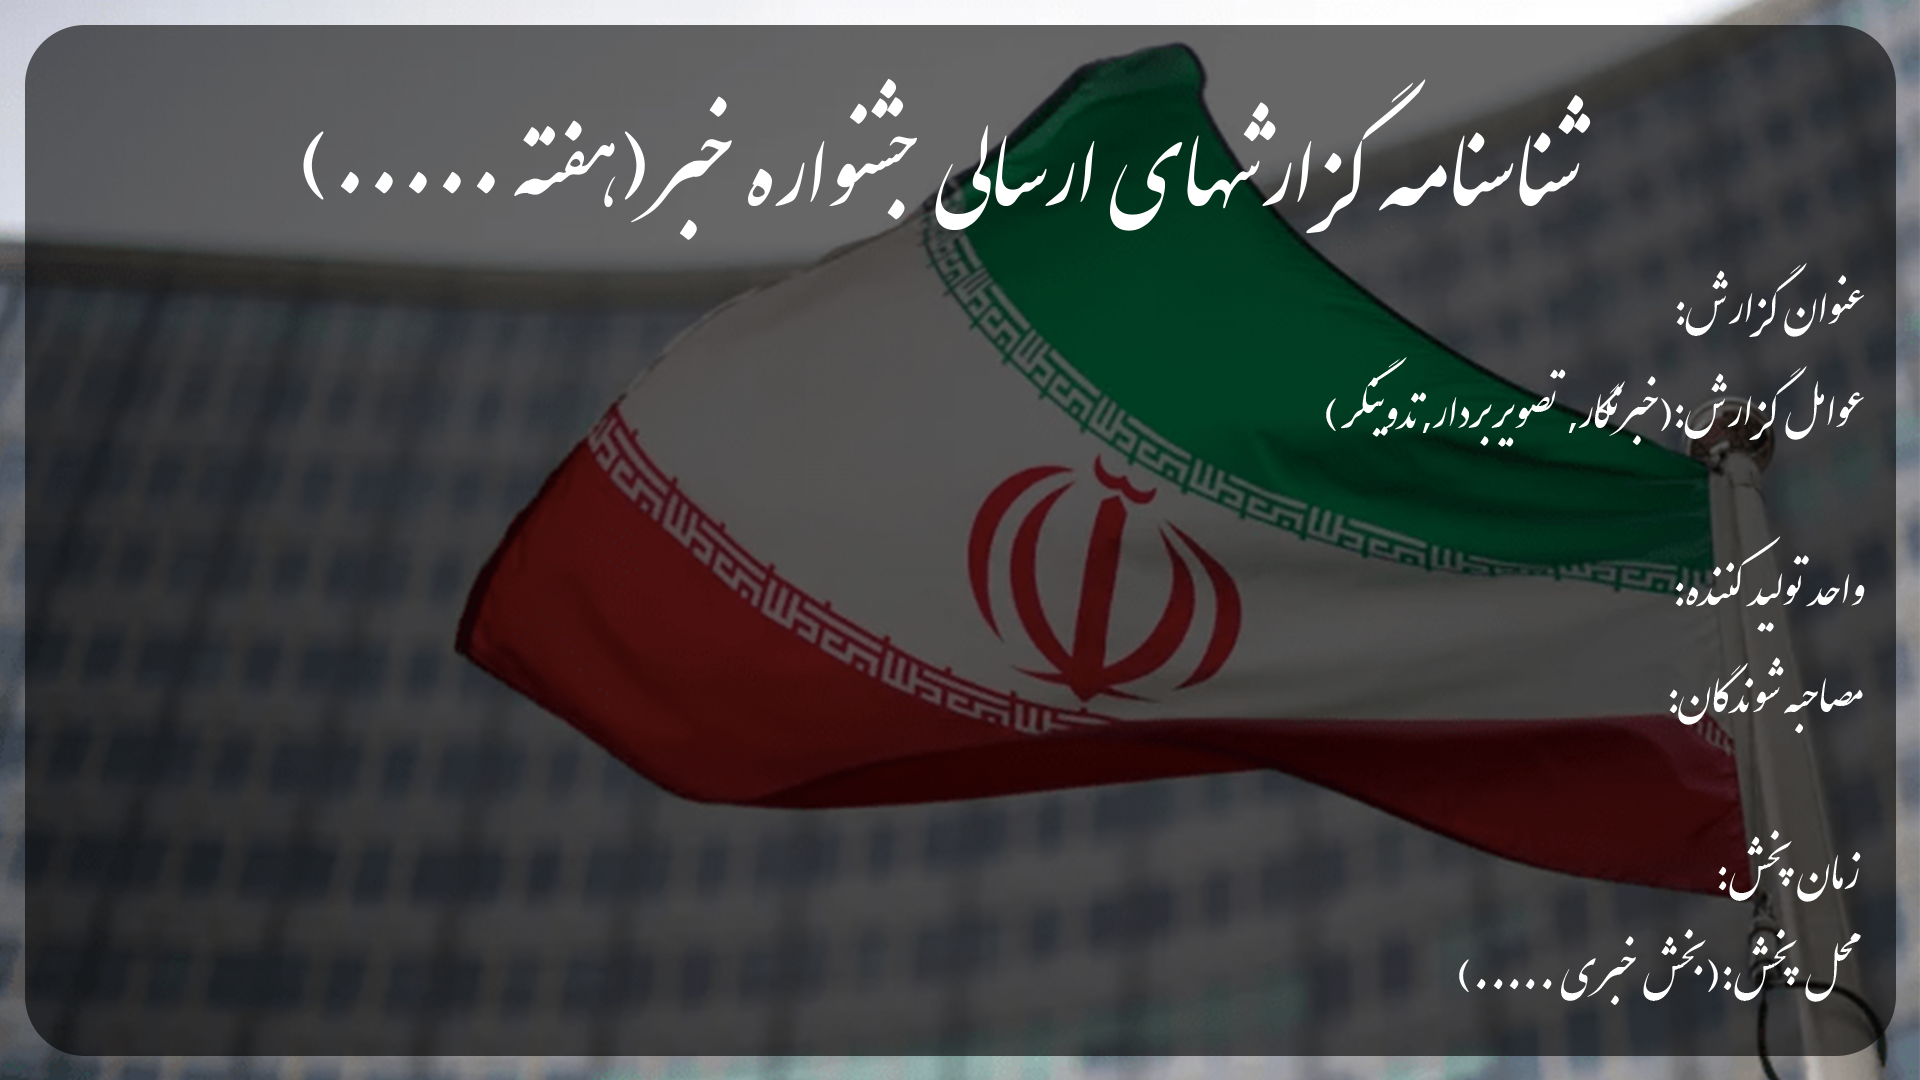 شناسنامه گزارشهای ارسالی جشنواره خبر(هفته .....)
عنوان گزارش:
عوامل گزارش:(خبرنگار, تصویربردار,تدوینگر)
واحد تولید کننده:
مصاحبه شوندگان:
زمان پخش:
محل پخش:(بخش خبری .....)